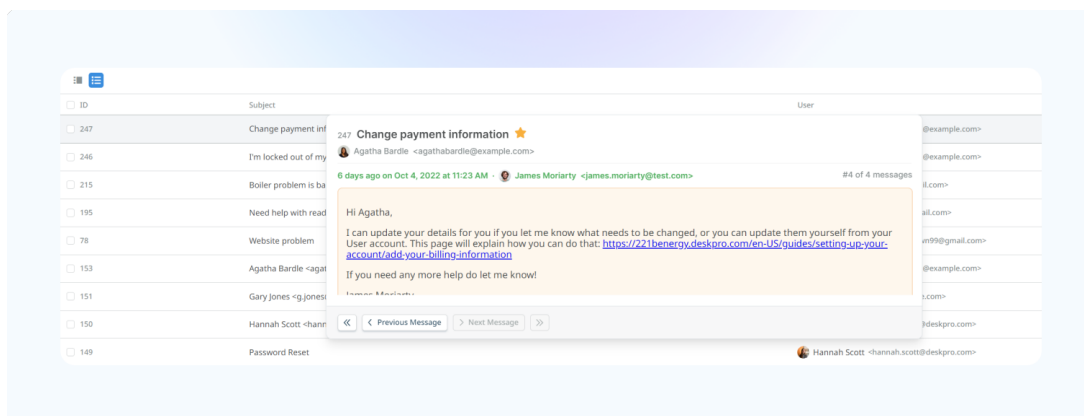 ID Subject User
247 Change payment inf @example.com>
246 I'm locked out of my @example.com>
215 Boiler problem is ba il.com>
195 Need help with read ail.com>
78 Website problem vn99@gmail.com>
153 Agatha Bardle <agat @example.com>
151 Gary Jones <g.jones .com>
150 Hannah Scott <hann @deskpro.com>
149 Password Reset Hannah Scott <hannah.scott@deskpro.com>
247 Change payment information
Agatha Bardle <agathabardle@example.com>
6 days ago on Oct 4, 2022 at 11:23 AM - James Moriarty <james.moriarty@test.com> #4 of 4 messages
Hi Agatha,
I can update your details for you if you let me know what needs to be changed, or you can update them yourself from your
User account. This page will explain how you can do that: https://221benergy.deskpro.com/en-US/guides/setting-up-your-
account/add-your-billing-information
If you need any more help do let me know!
James Moriarty
Previous Message Next Message